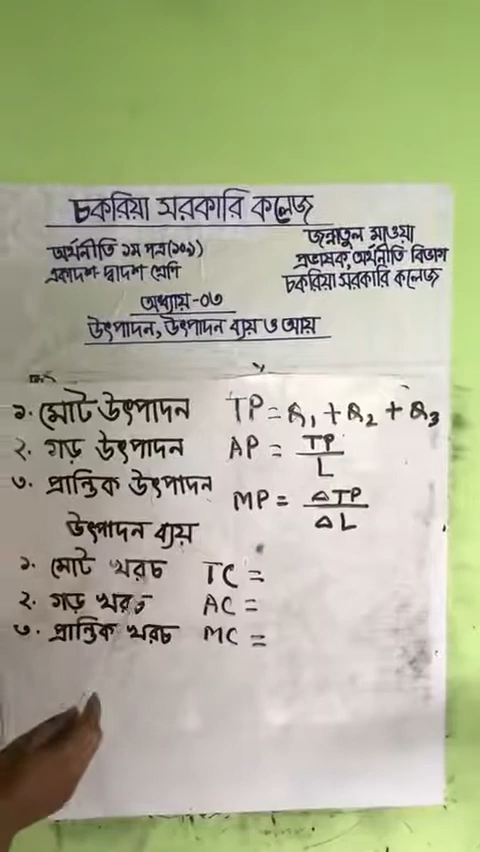 চকরিয়া সরকারি কলেজ
অর্থনীতি ১ম পত্র(১০৯)
একাদশ-দ্বাদশ শ্রেণি
জন্নাতুল মাওয়া
প্রভাষক, অর্থনীতি বিভাগ
চকরিয়া সরকারি কলেজ
অধ্যায়-০৩
উৎপাদন, উৎপাদন ব্যয় ও আয়
১. মোট উৎপাদন TP = Q₁ + Q₂ + Q₃
২. গড় উৎপাদন AP = TP/L
৩. প্রান্তিক উৎপাদন MP = ΔTP/ΔL
উৎপাদন ব্যয়
১. মোট খরচ TC =
২. গড় খরচ AC =
৩. প্রান্তিক খরচ MC =